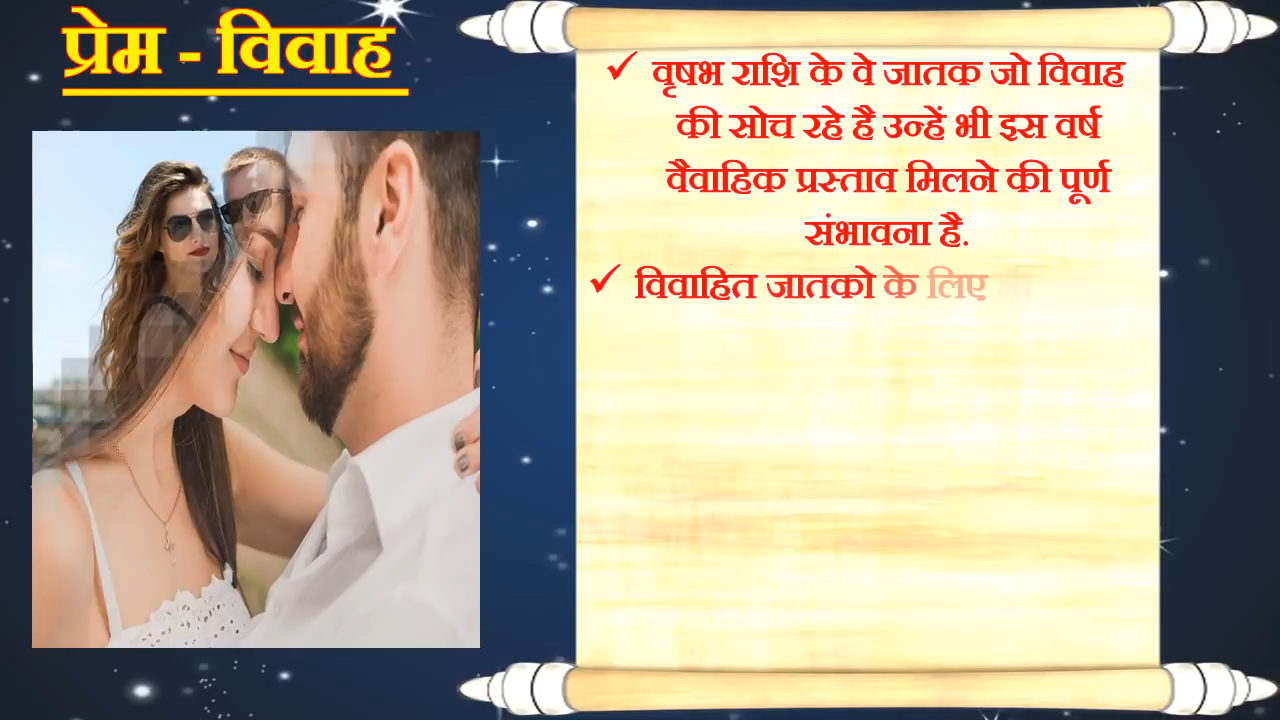 प्रेम - विवाह
✓ वृषभ राशि के वे जातक जो विवाह
की सोच रहे है उन्हें भी इस वर्ष
वैवाहिक प्रस्ताव मिलने की पूर्ण
संभावना है.
✓ विवाहित जातको के लिए